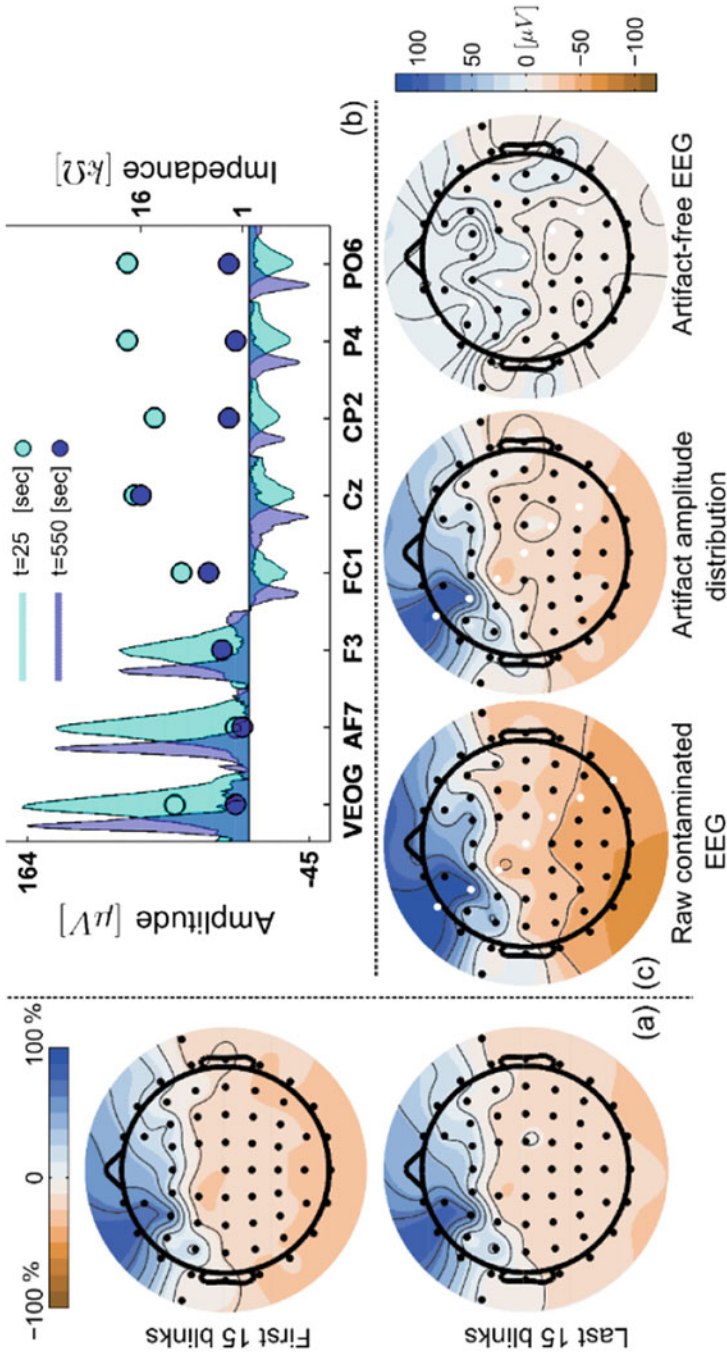 −100 %
0
100 %
First 15 blinks
Last 15 blinks
(a)
t=25 [sec]
t=550 [sec]
164
-45
Amplitude [µV]
16
1
Impedance [kΩ]
VEOG
AF7
F3
FC1
Cz
CP2
P4
PO6
(b)
(c)
Raw contaminated
EEG
Artifact amplitude
distribution
Artifact-free EEG
100
50
0 [µV]
−50
−100